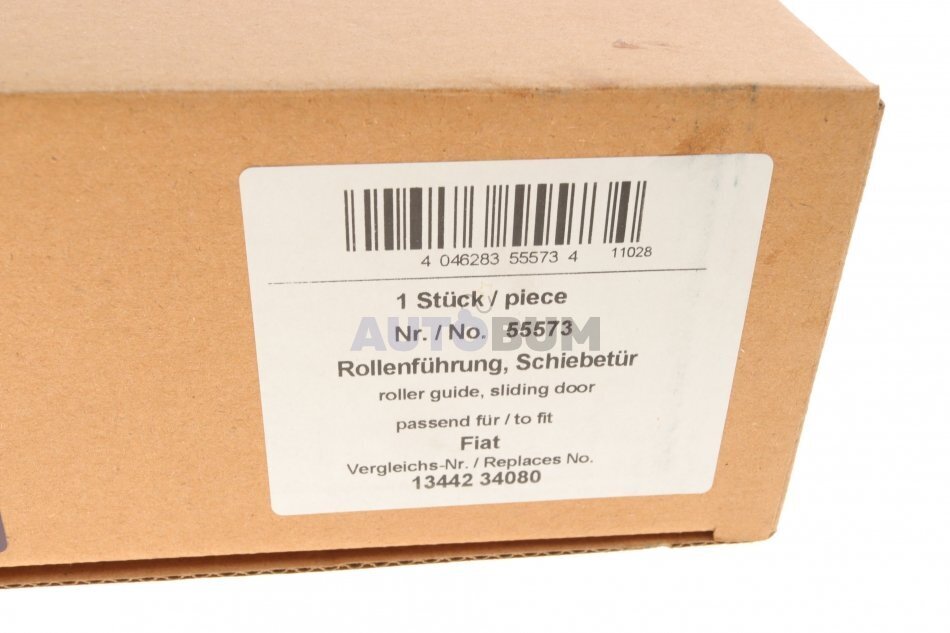 4 046283 55573 4 11028
1 Stück / piece
Nr. / No. 55573
AUTOBUM
Rollenführung, Schiebetür
roller guide, sliding door
passend für / to fit
Fiat
Vergleichs-Nr. / Replaces No.
13442 34080